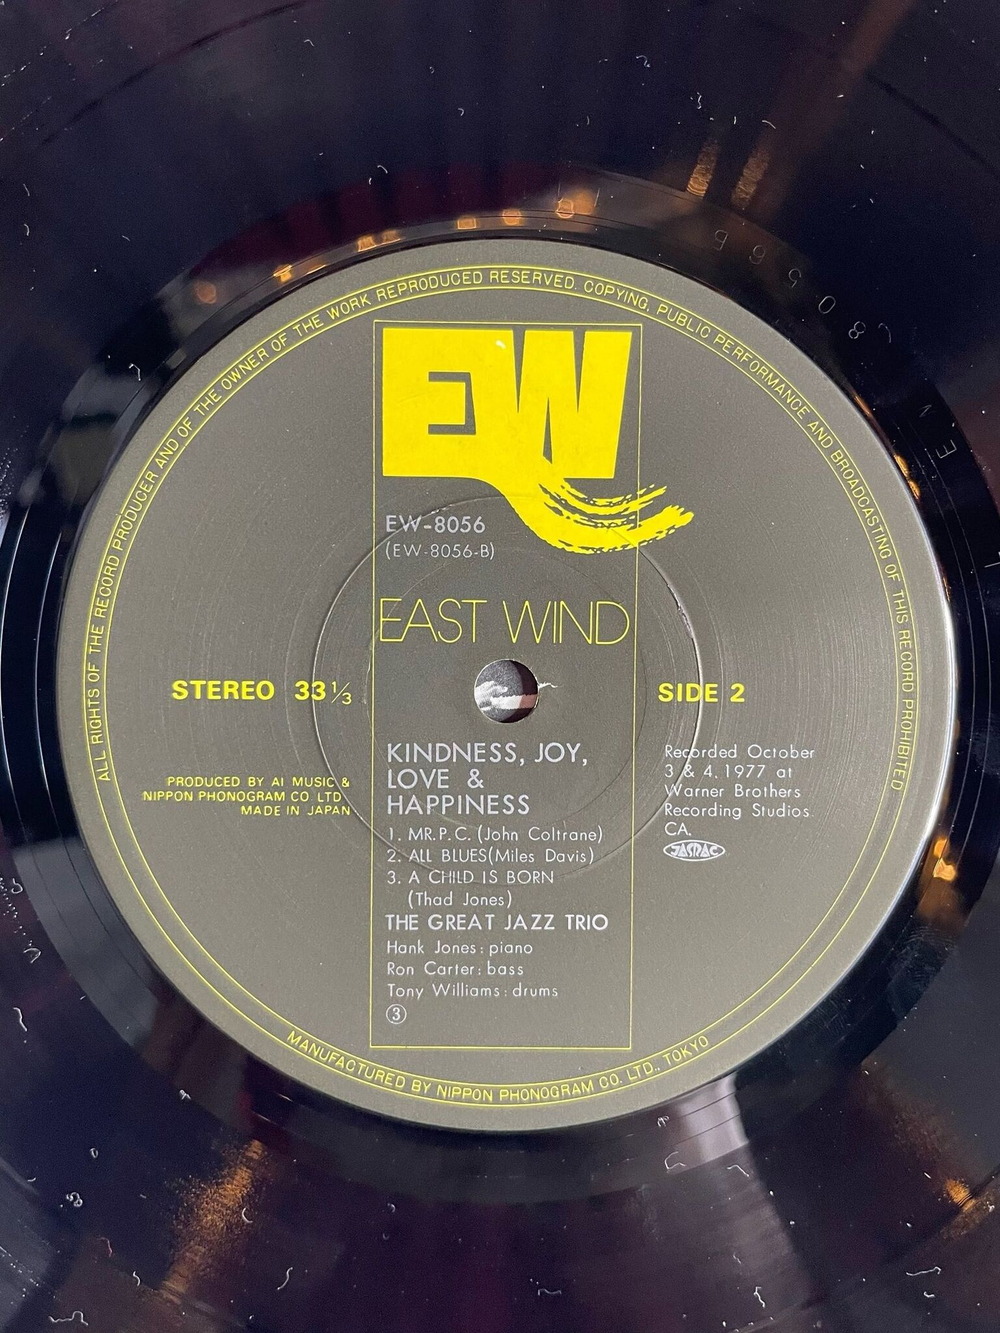 ALL RIGHTS OF THE RECORD PRODUCER AND OF THE OWNER OF THE WORK REPRODUCED RESERVED. COPYING, PUBLIC PERFORMANCE AND BROADCASTING OF THIS RECORD PROHIBITED
EW
EW-8056
(EW-8056-B)
EAST WIND
STEREO 33⅓
SIDE 2
PRODUCED BY AI MUSIC &
NIPPON PHONOGRAM CO. LTD.
MADE IN JAPAN
KINDNESS, JOY,
LOVE &
HAPPINESS
1. MR.P.C. (John Coltrane)
2. ALL BLUES(Miles Davis)
3. A CHILD IS BORN
(Thad Jones)
THE GREAT JAZZ TRIO
Hank Jones: piano
Ron Carter: bass
Tony Williams: drums
③
Recorded October
3 & 4. 1977 at
Warner Brothers
Recording Studios.
CA.
JASRAC
MANUFACTURED BY NIPPON PHONOGRAM CO. LTD., TOKYO